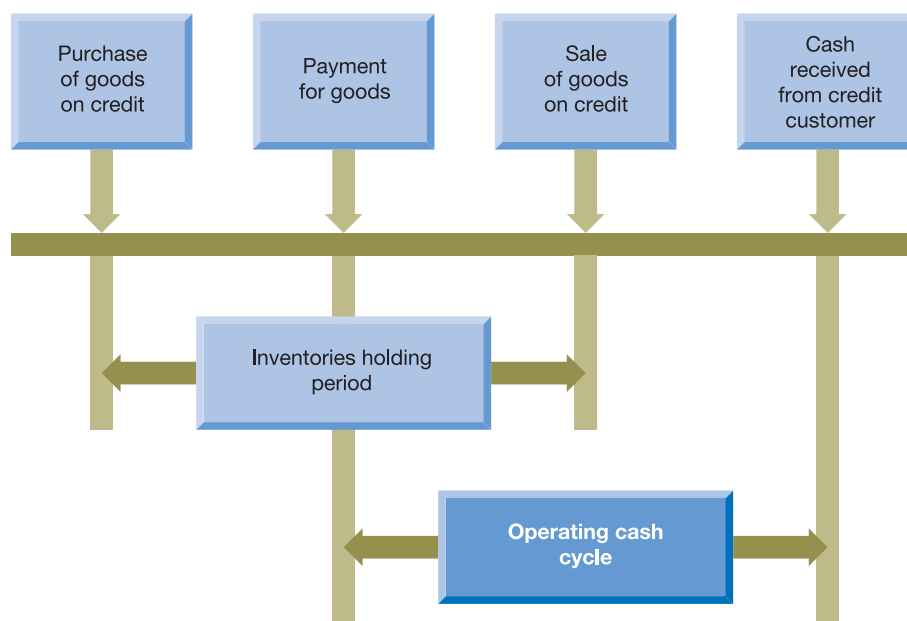 Purchase
of goods
on credit
Payment
for goods
Sale
of goods
on credit
Cash
received
from credit
customer
Inventories holding
period
Operating cash
cycle